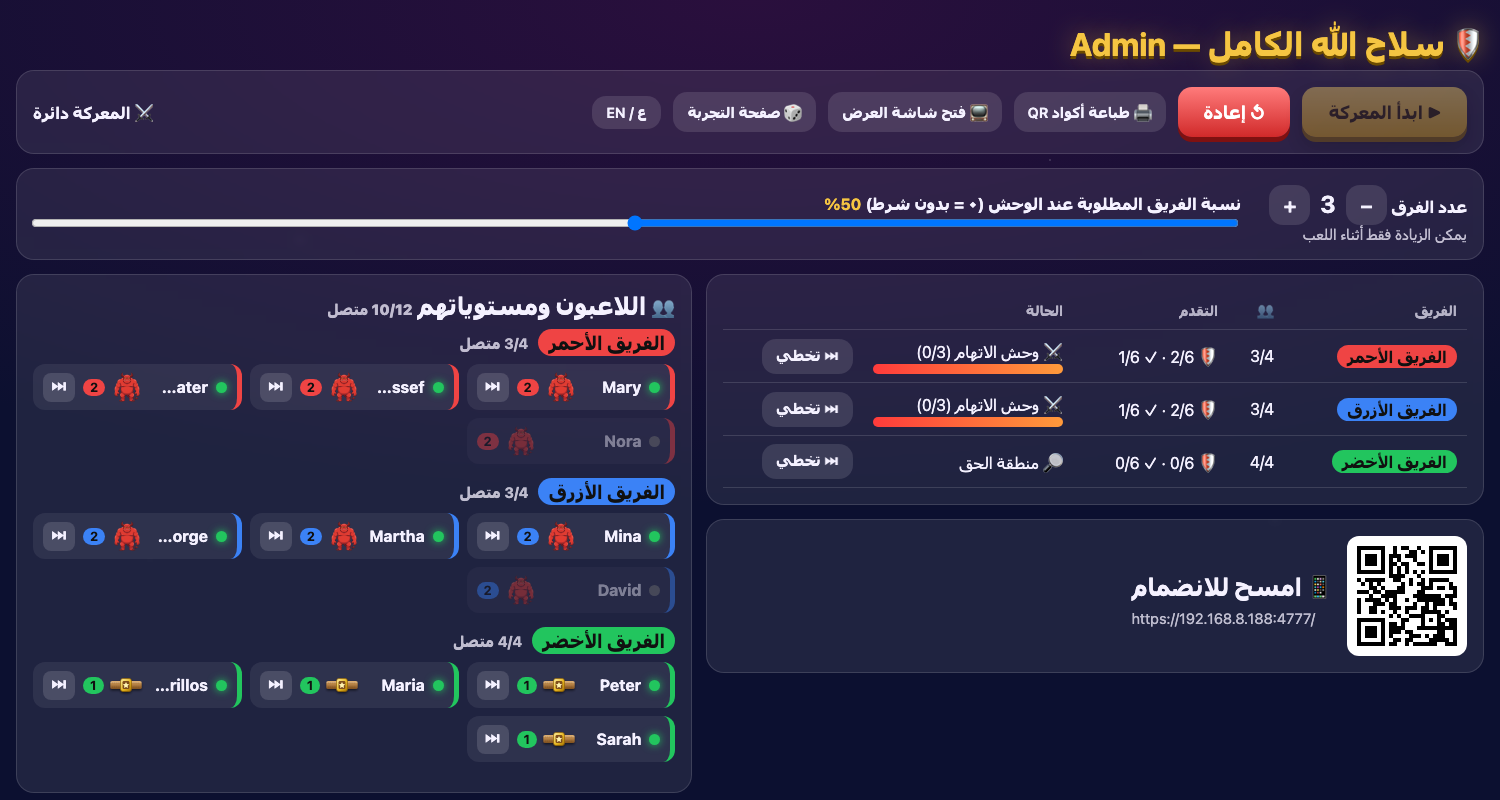 سلاح الله الكامل — Admin
ابدأ المعركة
إعادة
طباعة أكواد QR
فتح شاشة العرض
صفحة التجربة
ع / EN
المعركة دائرة
عدد الفرق − 3 +
يمكن الزيادة فقط أثناء اللعب
نسبة الفريق المطلوبة عند الوحش (٠ = بدون شرط) 50%
الفريق التقدم الحالة
الفريق الأحمر 3/4 2/6 · ✓ 1/6 وحش الاتهام (0/3) تخطي
الفريق الأزرق 3/4 2/6 · ✓ 1/6 وحش الاتهام (0/3) تخطي
الفريق الأخضر 4/4 0/6 · ✓ 0/6 منطقة الحق تخطي
امسح للانضمام
https://192.168.8.188:4777/
اللاعبون ومستوياتهم 10/12 متصل
الفريق الأحمر 3/4 متصل
Mary 2
...ssef 2
...ater 2
Nora 2
الفريق الأزرق 3/4 متصل
Mina 2
Martha 2
...orge 2
David 2
الفريق الأخضر 4/4 متصل
Peter 1
Maria 1
...rillos 1
Sarah 1